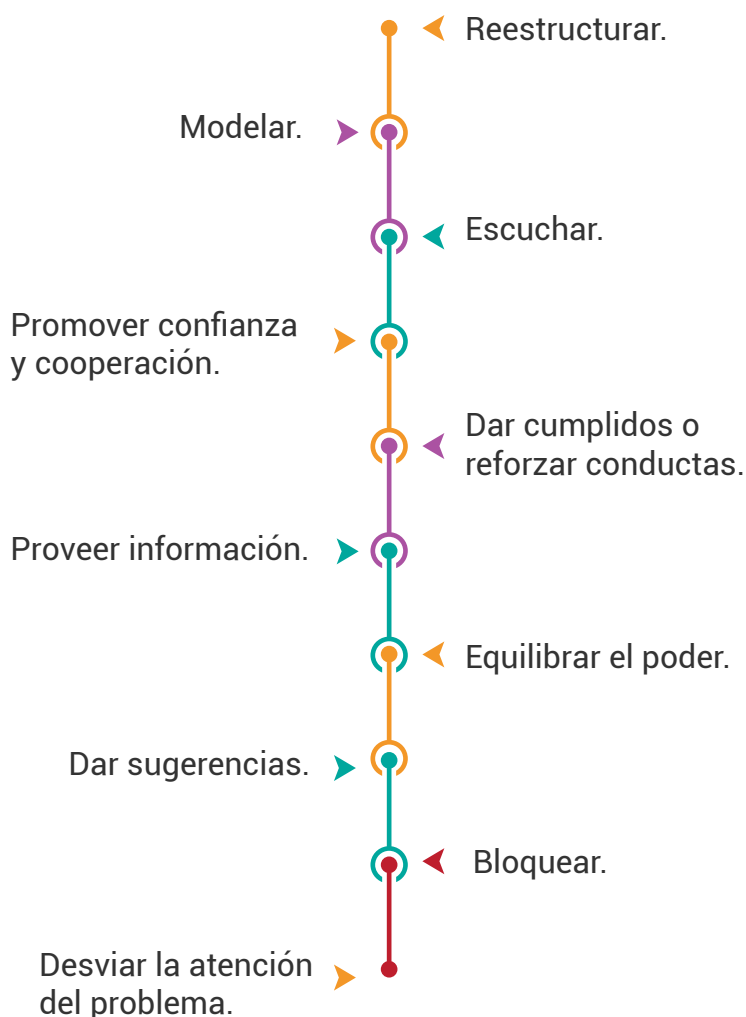 Reestructurar.
Modelar.
Escuchar.
Promover confianza
y cooperación.
Dar cumplidos o
reforzar conductas.
Proveer información.
Equilibrar el poder.
Dar sugerencias.
Bloquear.
Desviar la atención
del problema.